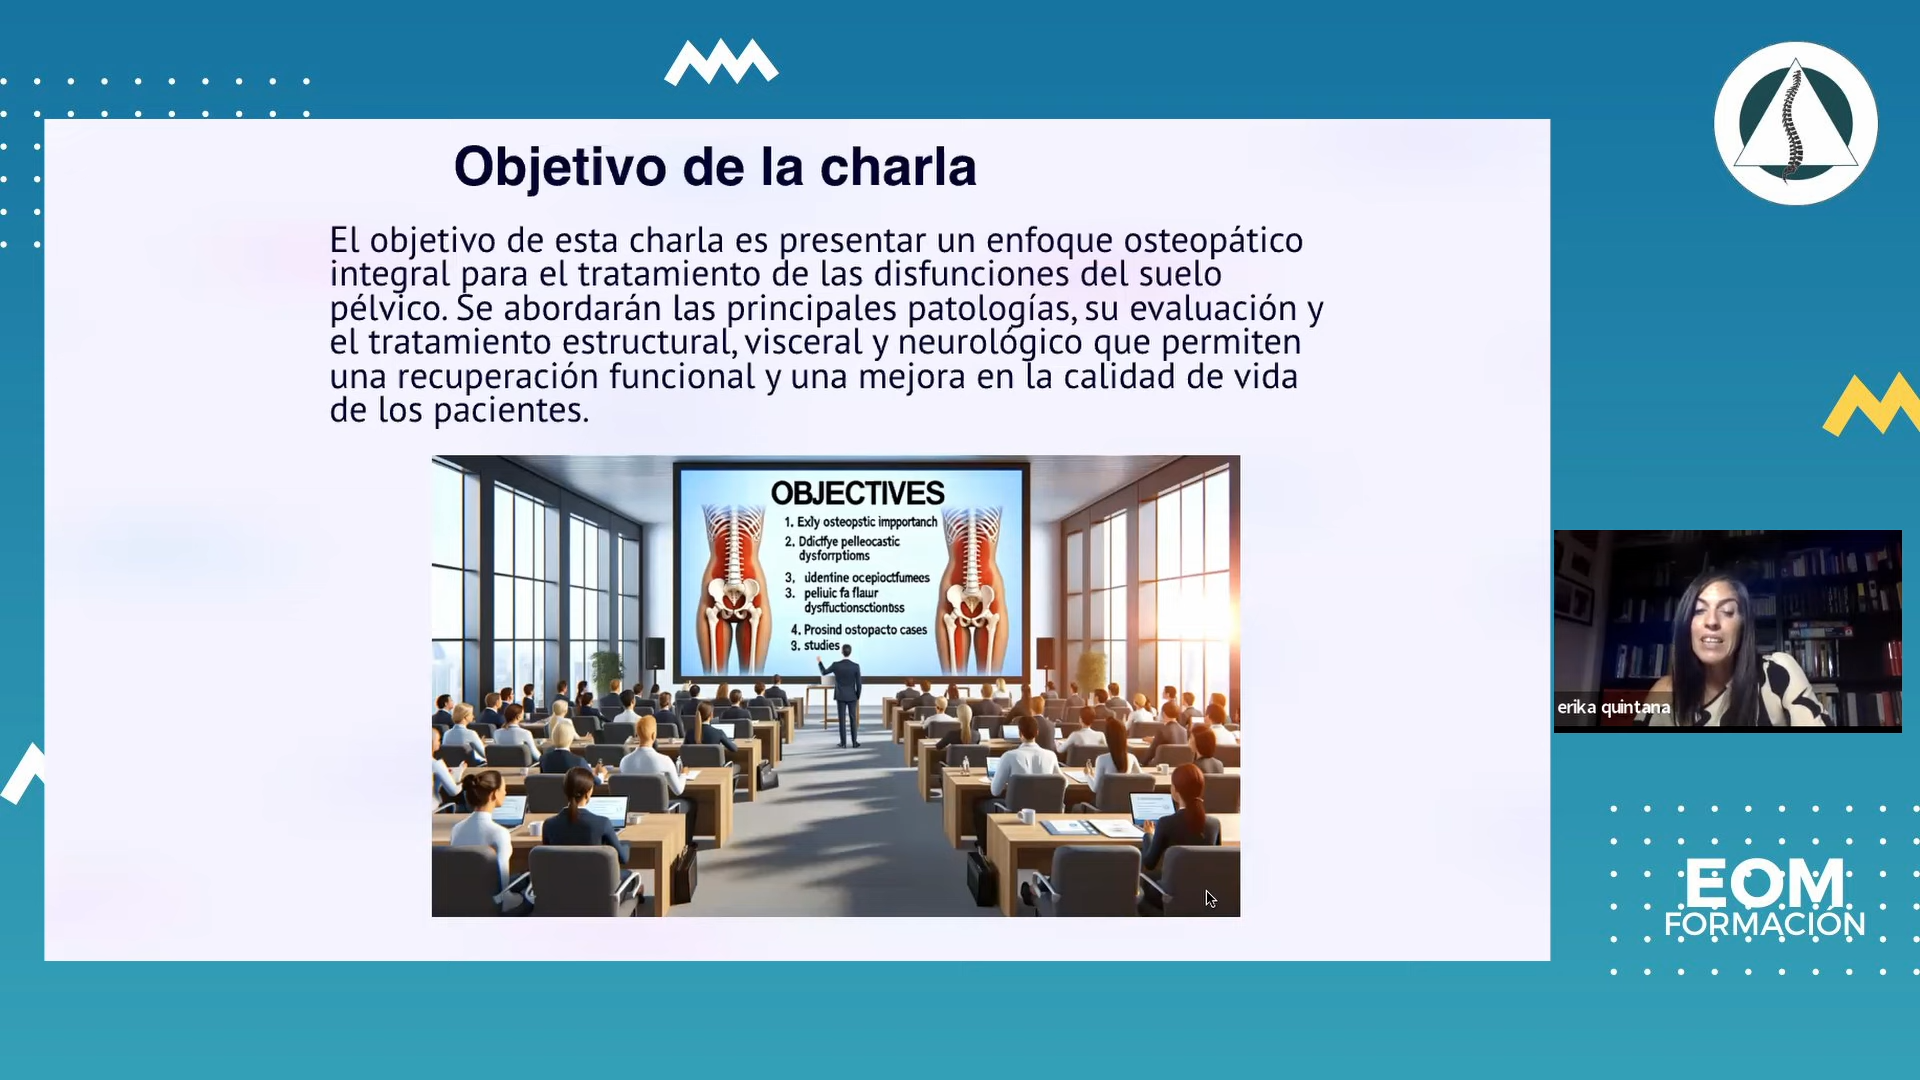 Objetivo de la charla
El objetivo de esta charla es presentar un enfoque osteopático
integral para el tratamiento de las disfunciones del suelo
pélvico. Se abordarán las principales patologías, su evaluación y
el tratamiento estructural, visceral y neurológico que permiten
una recuperación funcional y una mejora en la calidad de vida
de los pacientes.
OBJECTIVES
1. Exly osteopstic impportanch
2. Ddictfye pelleocastic
dysforrptioms
3. udentine ocepioctfumees
3. peliuic fa flaur
dysffuctionsctiontss
4. Prosind ostopacto cases
3. studies
erika quintana
EOM
FORMACIÓN